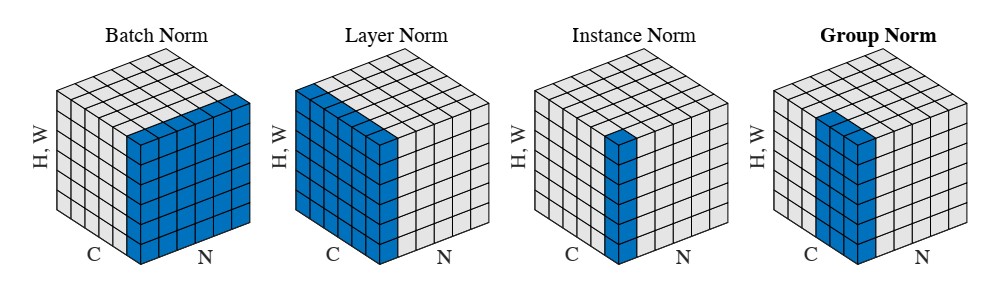 Batch Norm
Layer Norm
Instance Norm
Group Norm
H, W
C
N
H, W
C
N
H, W
C
N
H, W
C
N